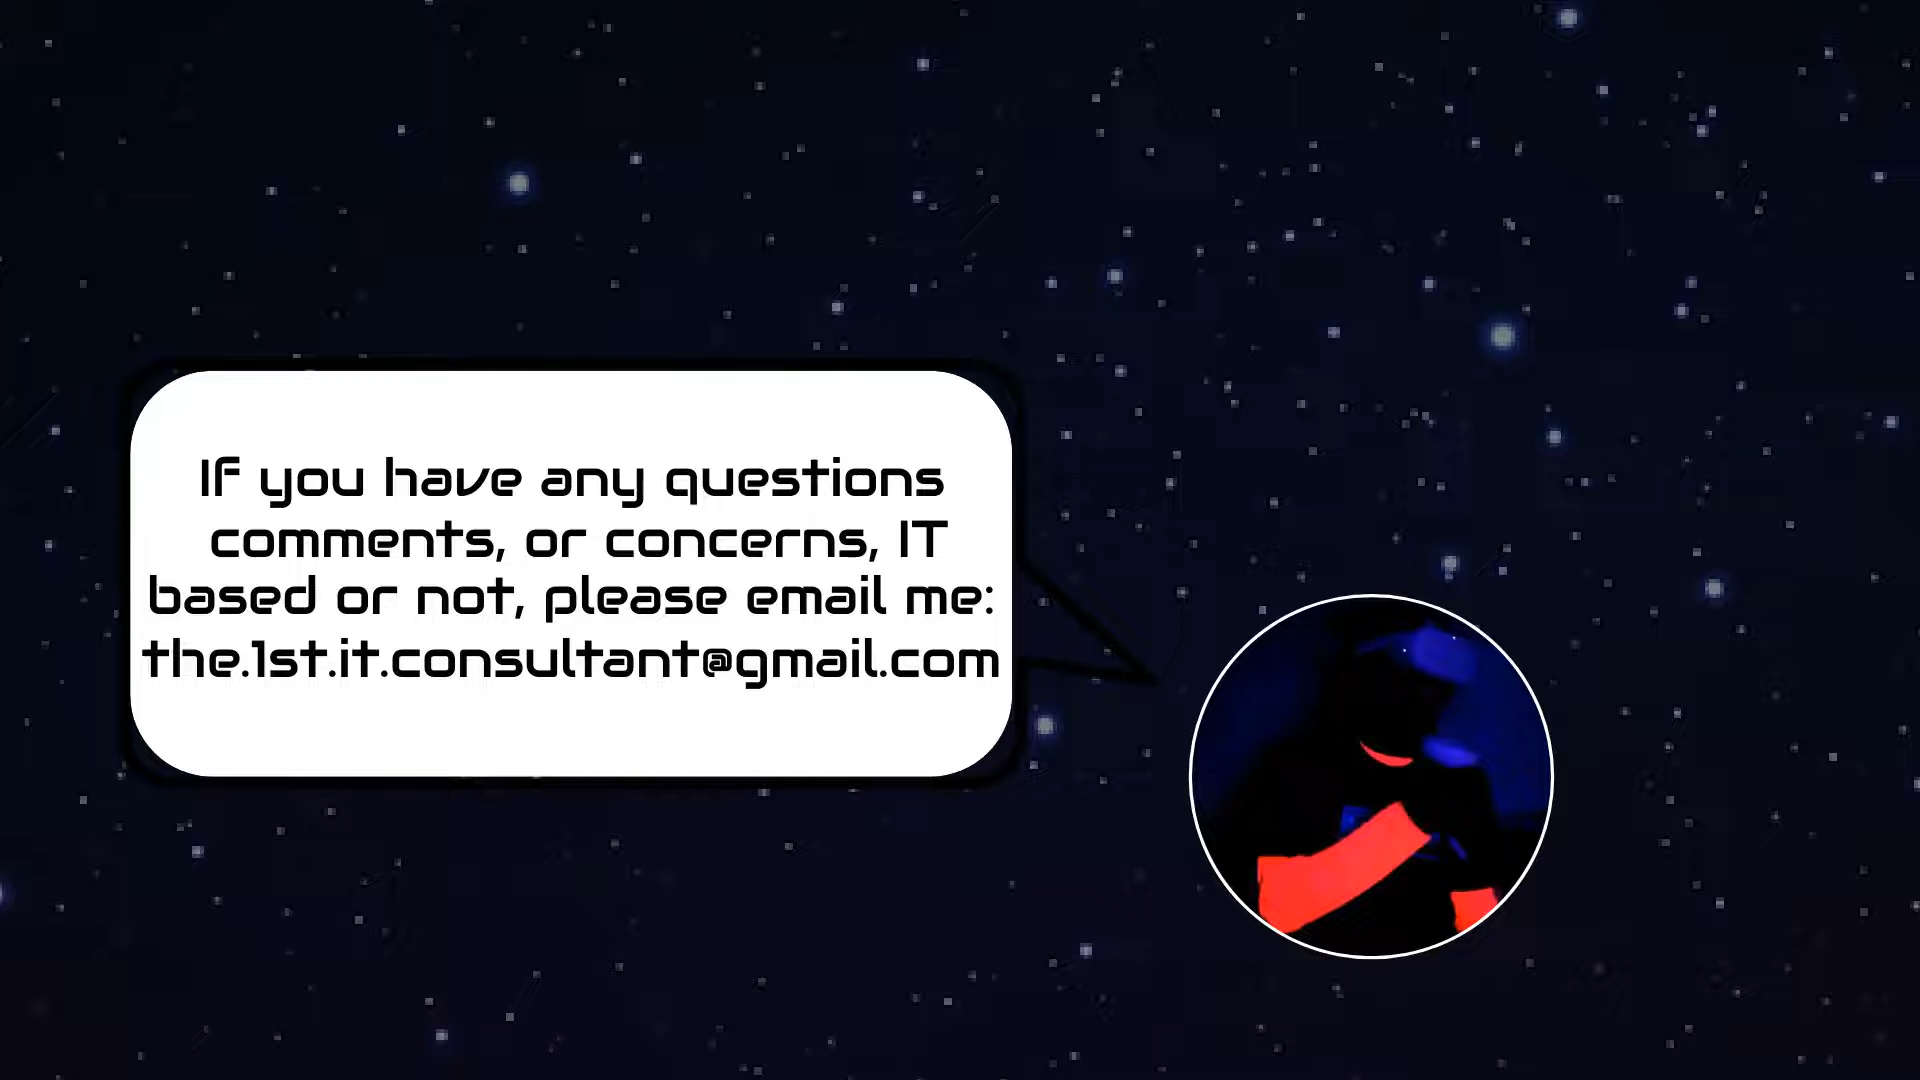 If you have any questions
comments, or concerns, IT
based or not, please email me:
the.1st.it.consultant@gmail.com